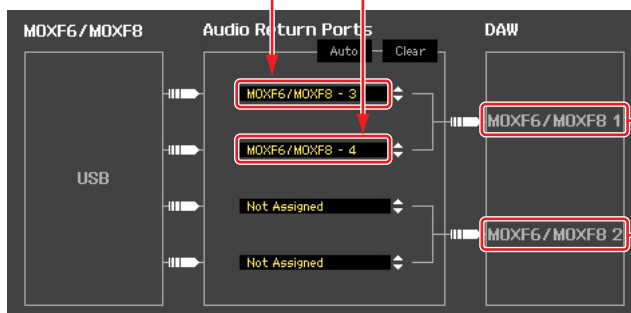 MOXF6/MOXF8
Audio Return Ports
DAW
Auto
Clear
MOXF6/MOXF8 - 3
MOXF6/MOXF8 1
MOXF6/MOXF8 - 4
USB
Not Assigned
MOXF6/MOXF8 2
Not Assigned